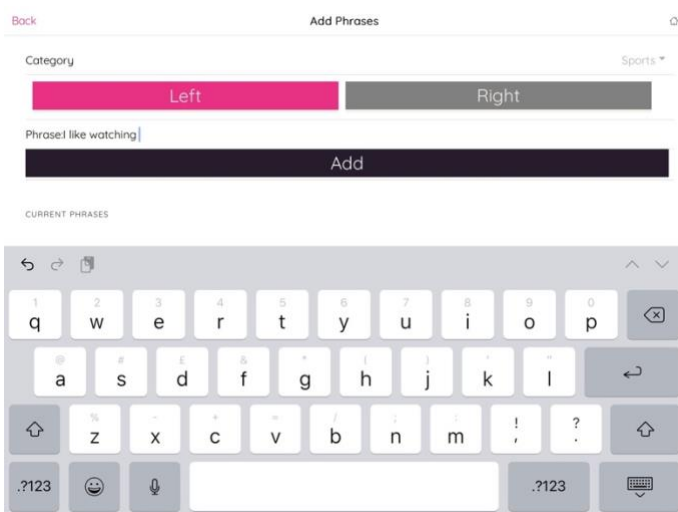 Back Add Phrases
Category Sports
Left Right
Phrase:I like watching
Add
CURRENT PHRASES
1 2 3 4 5 6 7 8 9 0
q w e r t y u i o p
@ # £ & * ( ) ' "
a s d f g h j k l
% - + = / ; : ! ?
z x c v b n m , .
.?123 .?123